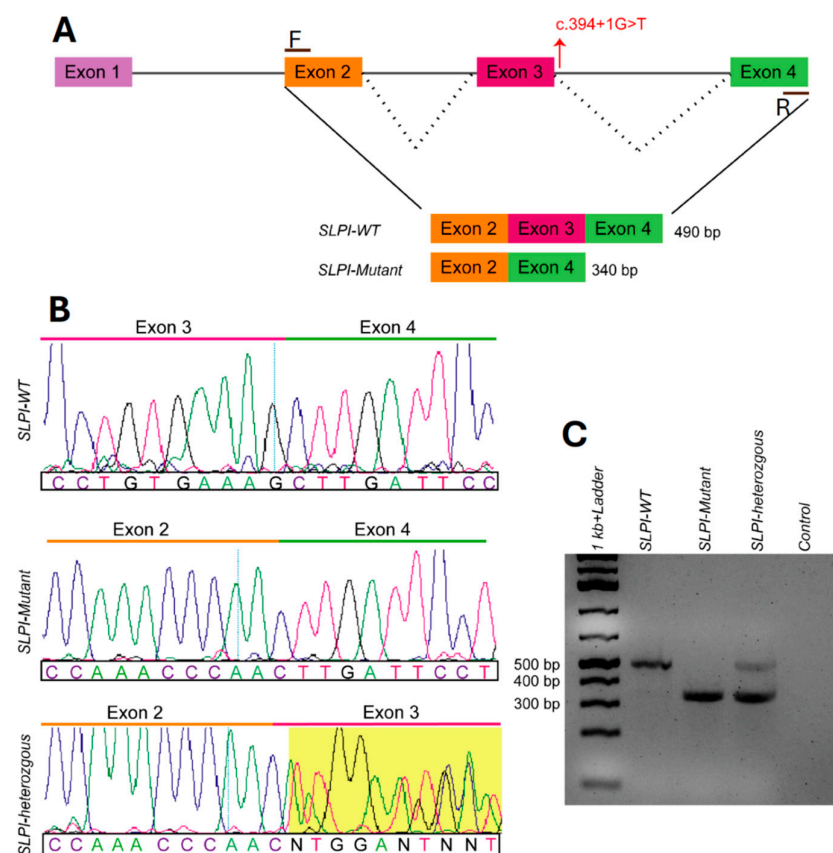 A
F
c.394+1G>T
Exon 1
Exon 2
Exon 3
Exon 4
R
SLPI-WT
Exon 2
Exon 3
Exon 4
490 bp
SLPI-Mutant
Exon 2
Exon 4
340 bp
B
Exon 3
Exon 4
SLPI-WT
C C T G T G A A A G C T T G A T T C C
Exon 2
Exon 4
SLPI-Mutant
C C A A A C C C A A C T T G A T T C C T
Exon 2
Exon 3
SLPI-heterozgous
C C A A A C C C A A C N T G G A N T N N T
C
1 kb+Ladder
SLPI-WT
SLPI-Mutant
SLPI-heterozgous
Control
500 bp
400 bp
300 bp